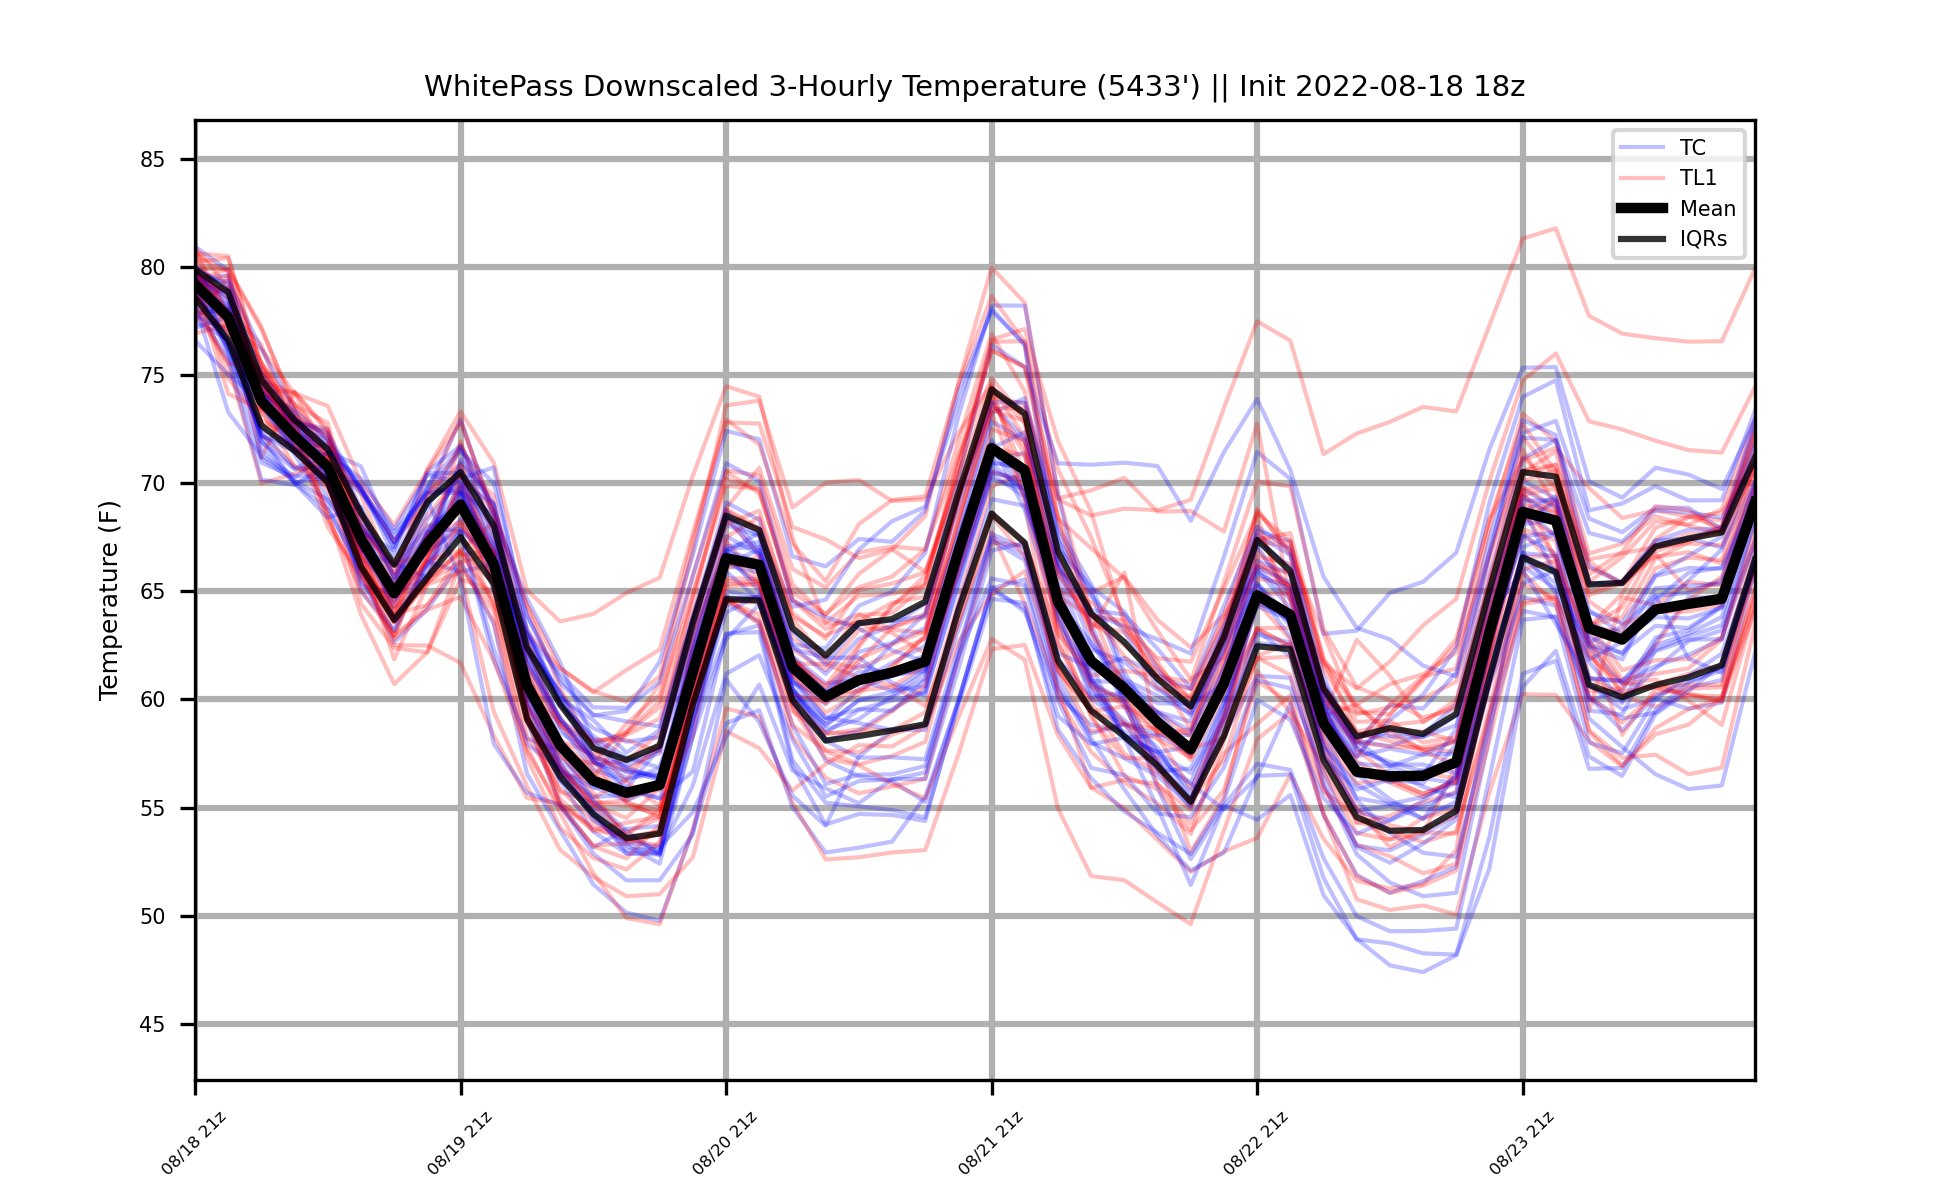 WhitePass Downscaled 3-Hourly Temperature (5433') || Init 2022-08-18 18z
TC
TL1
Mean
IQRs
Temperature (F)
85
80
75
70
65
60
55
50
45
08/18 21z
08/19 21z
08/20 21z
08/21 21z
08/22 21z
08/23 21z